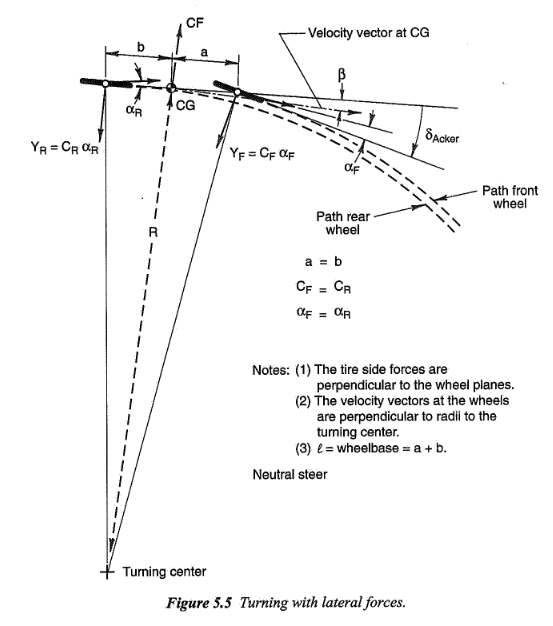 CF
b
a
Velocity vector at CG
β
αR
CG
δAcker
YR = CR αR
YF = CF αF
αF
Path front
wheel
Path rear
wheel
R
a = b
CF = CR
αF = αR
Notes: (1) The tire side forces are
perpendicular to the wheel planes.
(2) The velocity vectors at the wheels
are perpendicular to radii to the
turning center.
(3) ℓ = wheelbase = a + b.
Neutral steer
Turning center
Figure 5.5 Turning with lateral forces.